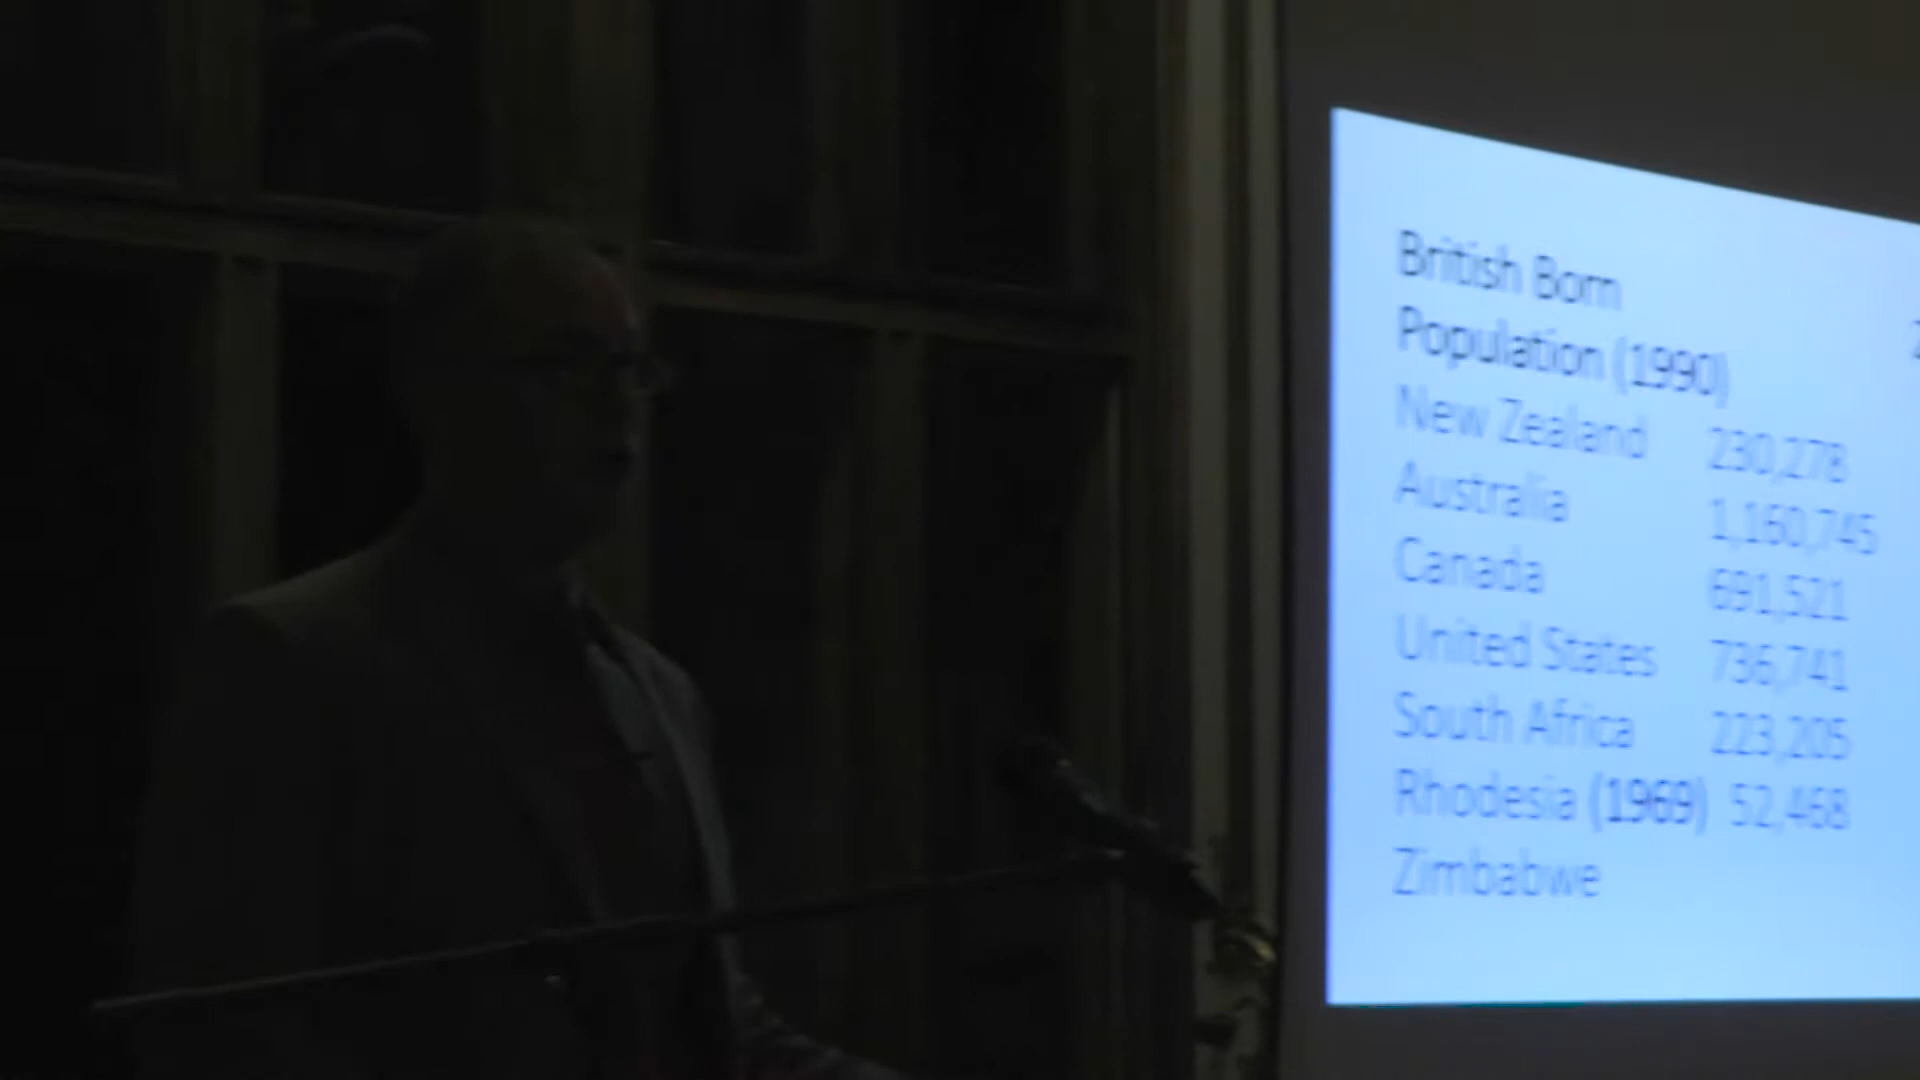 British Born
Population (1990)
New Zealand 230,278
Australia 1,160,745
Canada 691,521
United States 736,741
South Africa 223,205
Rhodesia (1969) 52,468
Zimbabwe